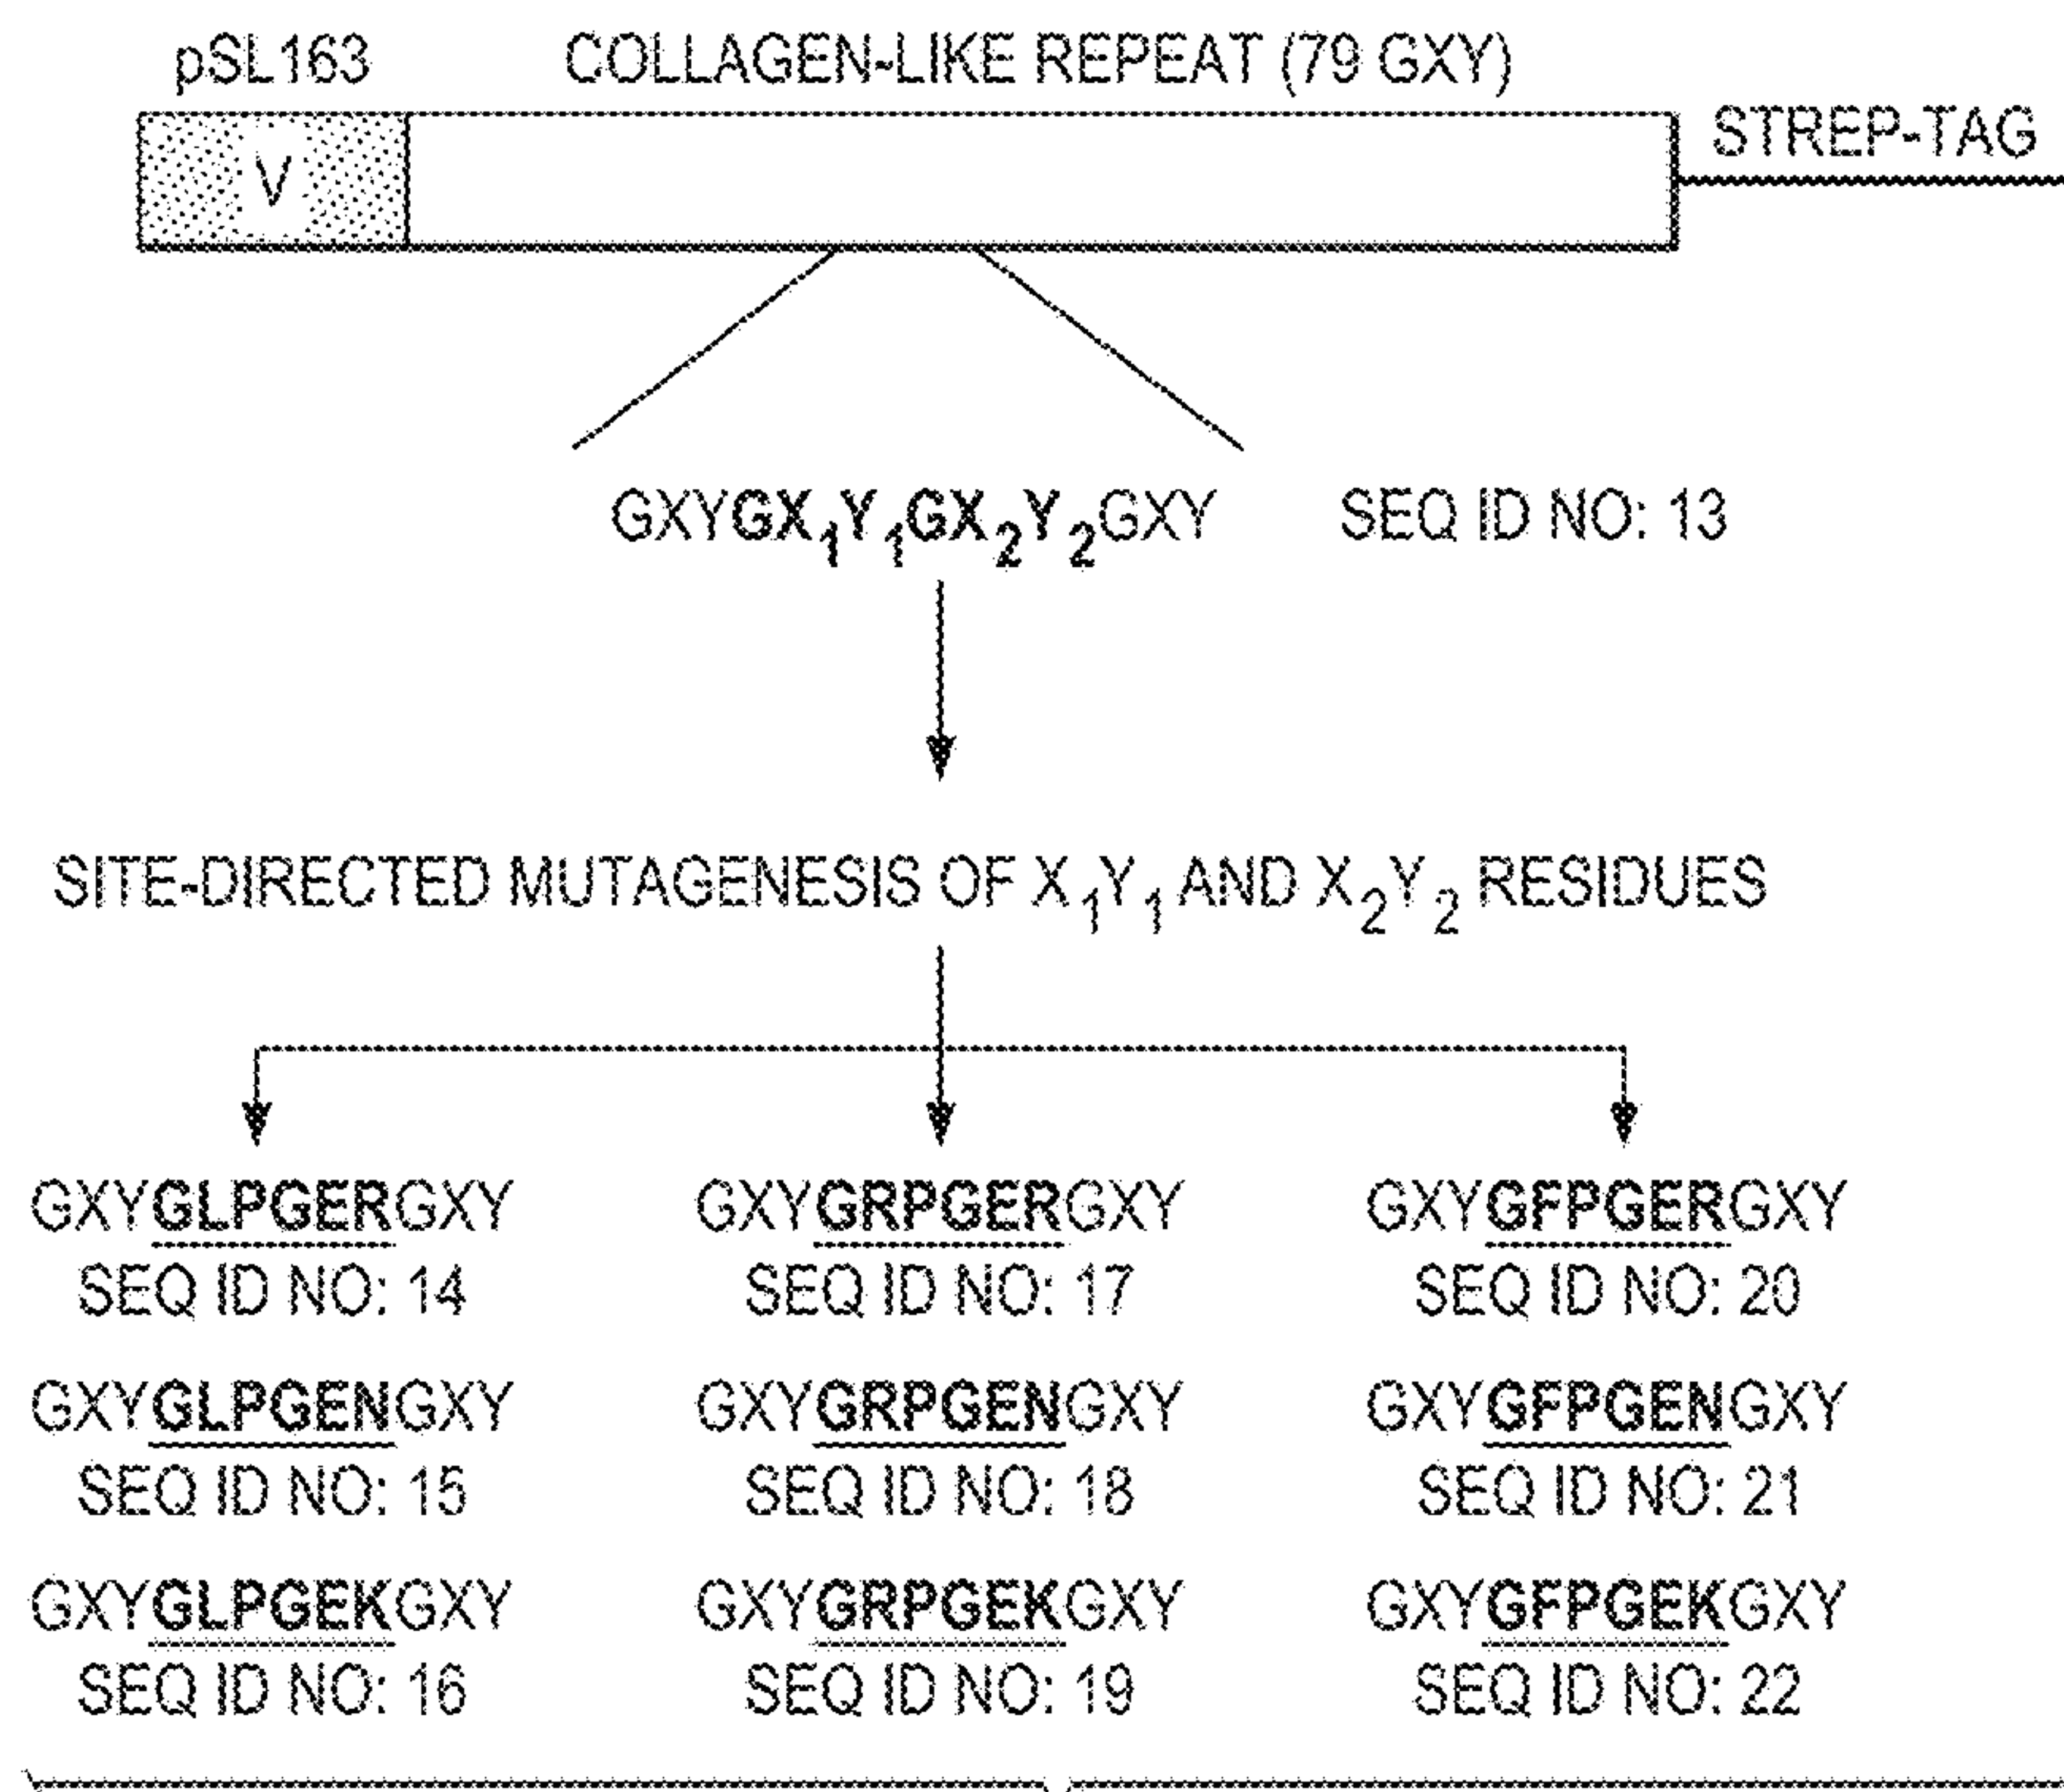 pSL163 COLLAGEN-LIKE REPEAT (79 GXY)
STREP-TAG
V
GXYGX₁Y₁GX₂Y₂GXY SEQ ID NO: 13
SITE-DIRECTED MUTAGENESIS OF X₁Y₁ AND X₂Y₂ RESIDUES
GXYGLPGERGXY GXYGRPGERGXY GXYGFPGERGXY
SEQ ID NO: 14 SEQ ID NO: 17 SEQ ID NO: 20
GXYGLPGENGXY GXYGRPGENGXY GXYGFPGENGXY
SEQ ID NO: 15 SEQ ID NO: 18 SEQ ID NO: 21
GXYGLPGEKGXY GXYGRPGEKGXY GXYGFPGEKGXY
SEQ ID NO: 16 SEQ ID NO: 19 SEQ ID NO: 22